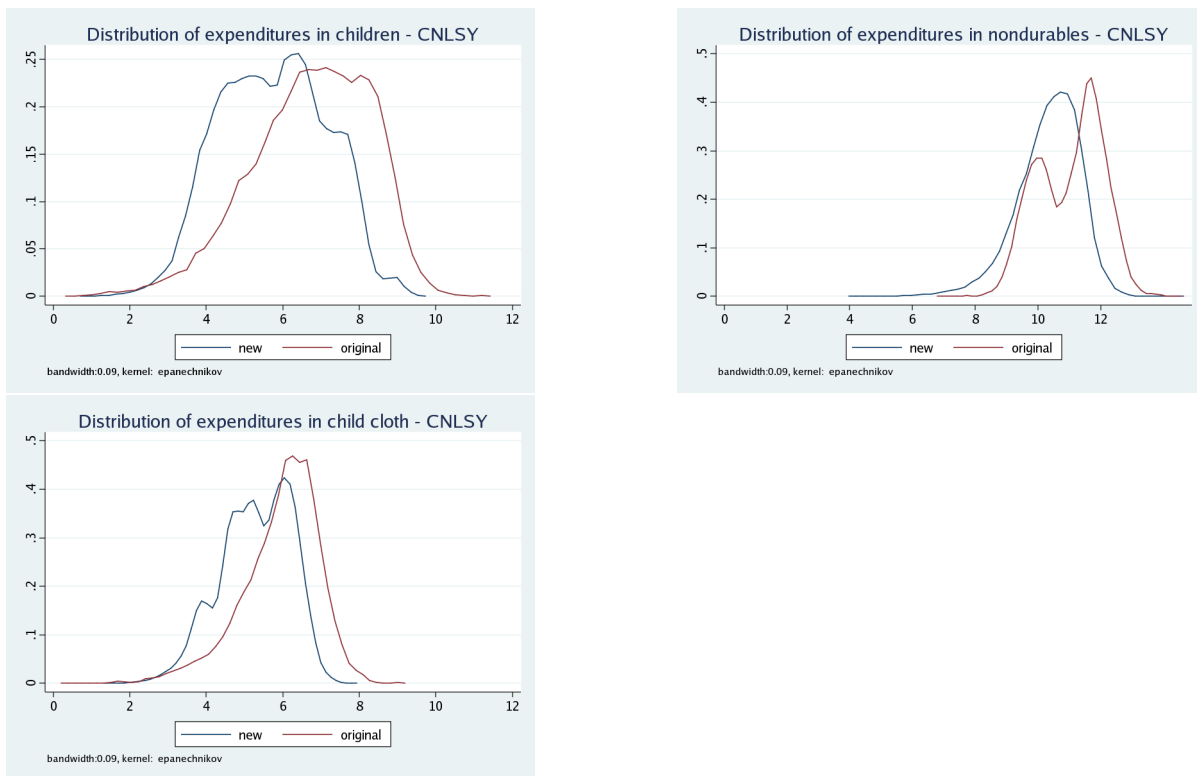 Distribution of expenditures in children - CNLSY
.25
.2
.15
.1
.05
0
0 2 4 6 8 10 12
new original
bandwidth:0.09, kernel: epanechnikov
Distribution of expenditures in nondurables - CNLSY
.5
.4
.3
.2
.1
0
0 2 4 6 8 10 12
new original
bandwidth:0.09, kernel: epanechnikov
Distribution of expenditures in child cloth - CNLSY
.5
.4
.3
.2
.1
0
0 2 4 6 8 10 12
new original
bandwidth:0.09, kernel: epanechnikov